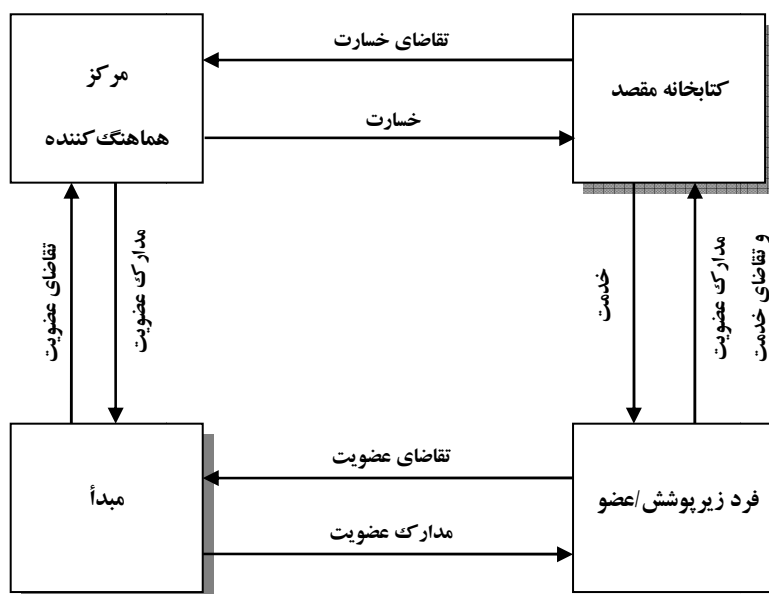 تقاضای خسارت
کتابخانه مقصد
مرکز
هماهنگ‌کننده
خسارت
و تقاضای خدمت
مدارک عضویت
خدمت
مدارک عضویت
تقاضای عضویت
تقاضای عضویت
فرد زیرپوشش/عضو
مبدأ
مدارک عضویت